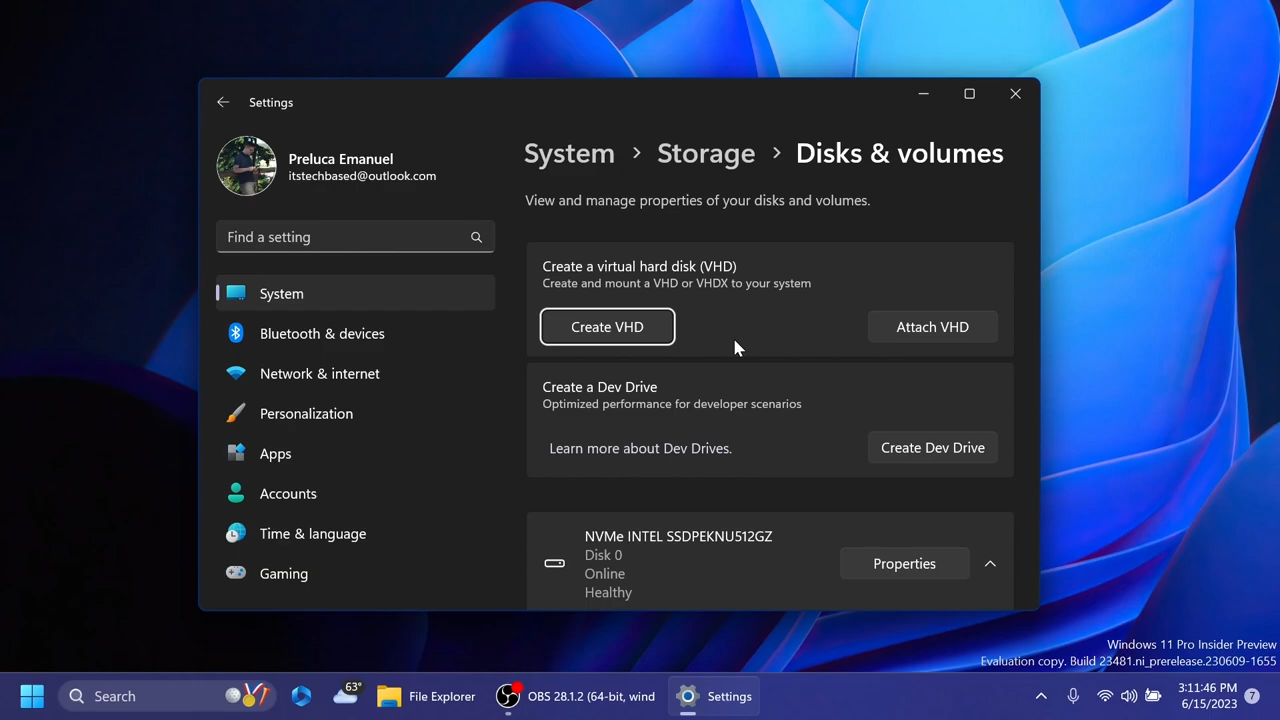 Settings
Preluca Emanuel
itstechbased@outlook.com
Find a setting
System
Bluetooth & devices
Network & internet
Personalization
Apps
Accounts
Time & language
Gaming
System > Storage > Disks & volumes
View and manage properties of your disks and volumes.
Create a virtual hard disk (VHD)
Create and mount a VHD or VHDX to your system
Create VHD
Attach VHD
Create a Dev Drive
Optimized performance for developer scenarios
Learn more about Dev Drives.
Create Dev Drive
NVMe INTEL SSDPEKNU512GZ
Disk 0
Online
Healthy
Properties
Windows 11 Pro Insider Preview
Evaluation copy. Build 23481.ni_prerelease.230609-1655
Search
63°
File Explorer
OBS 28.1.2 (64-bit, wind
Settings
3:11:46 PM
6/15/2023
7